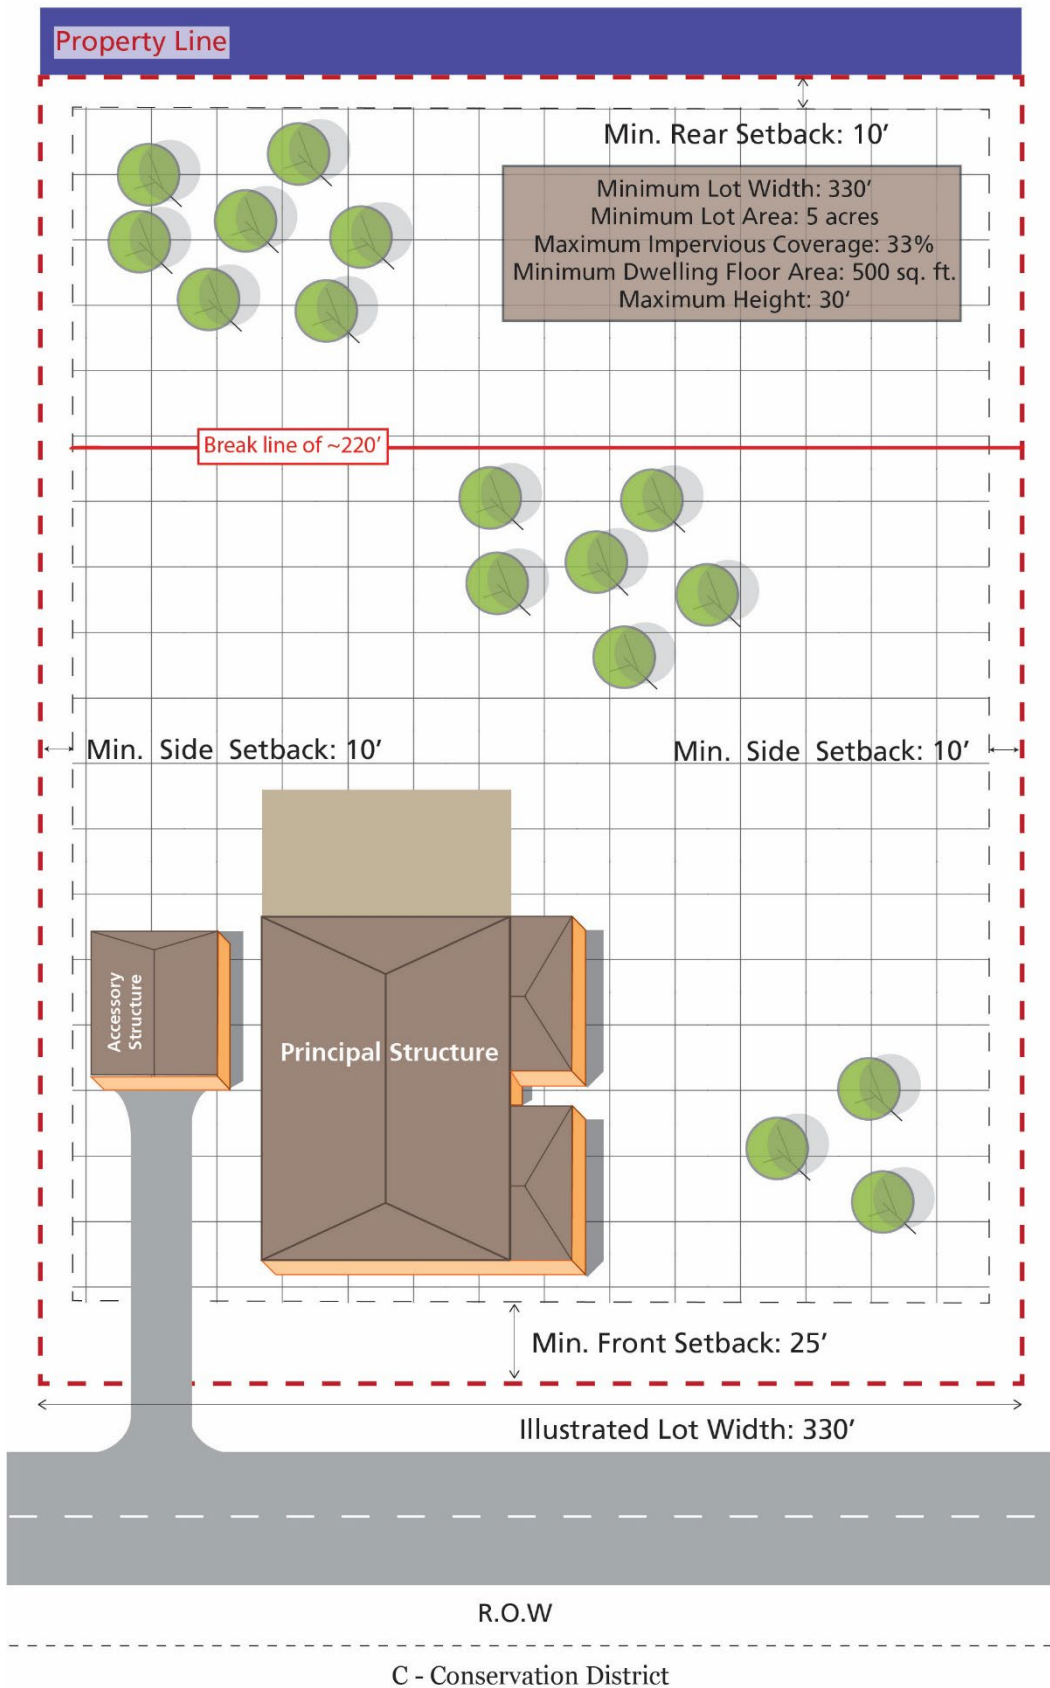 Property Line
Min. Rear Setback: 10’
Minimum Lot Width: 330’
Minimum Lot Area: 5 acres
Maximum Impervious Coverage: 33%
Minimum Dwelling Floor Area: 500 sq. ft.
Maximum Height: 30‘
Break line of ~220’
Min. Side Setback: 10’
Min. Side Setback: 10’
Accessory
Structure
Principal Structure
Min. Front Setback: 25’
Illustrated Lot Width: 330’
R.O.W
C - Conservation District